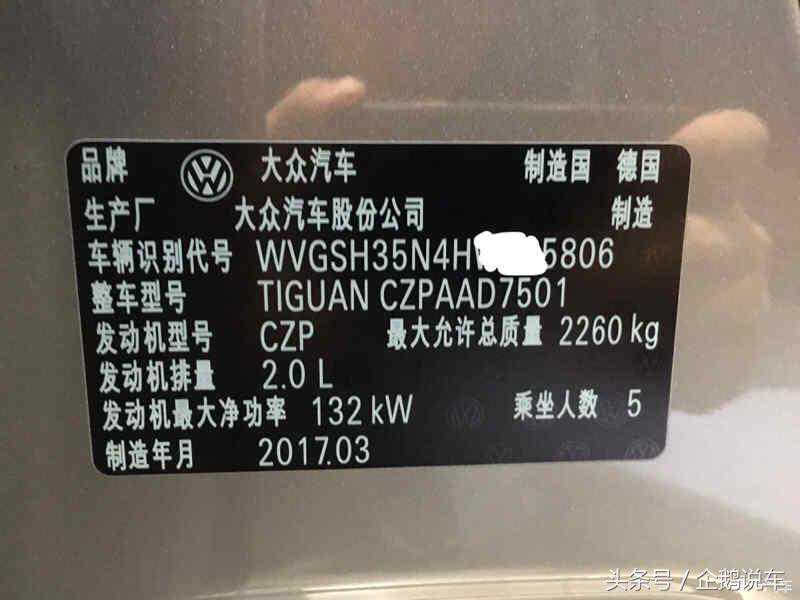 品牌 大众汽车 制造国 德国
生产厂 大众汽车股份公司 制造
车辆识别代号 WVGSH35N4H 5806
整车型号 TIGUAN CZPAAD7501
发动机型号 CZP 最大允许总质量 2260 kg
发动机排量 2.0 L
发动机最大净功率 132 kW 乘坐人数 5
制造年月 2017.03
头条号 / 企鹅说车